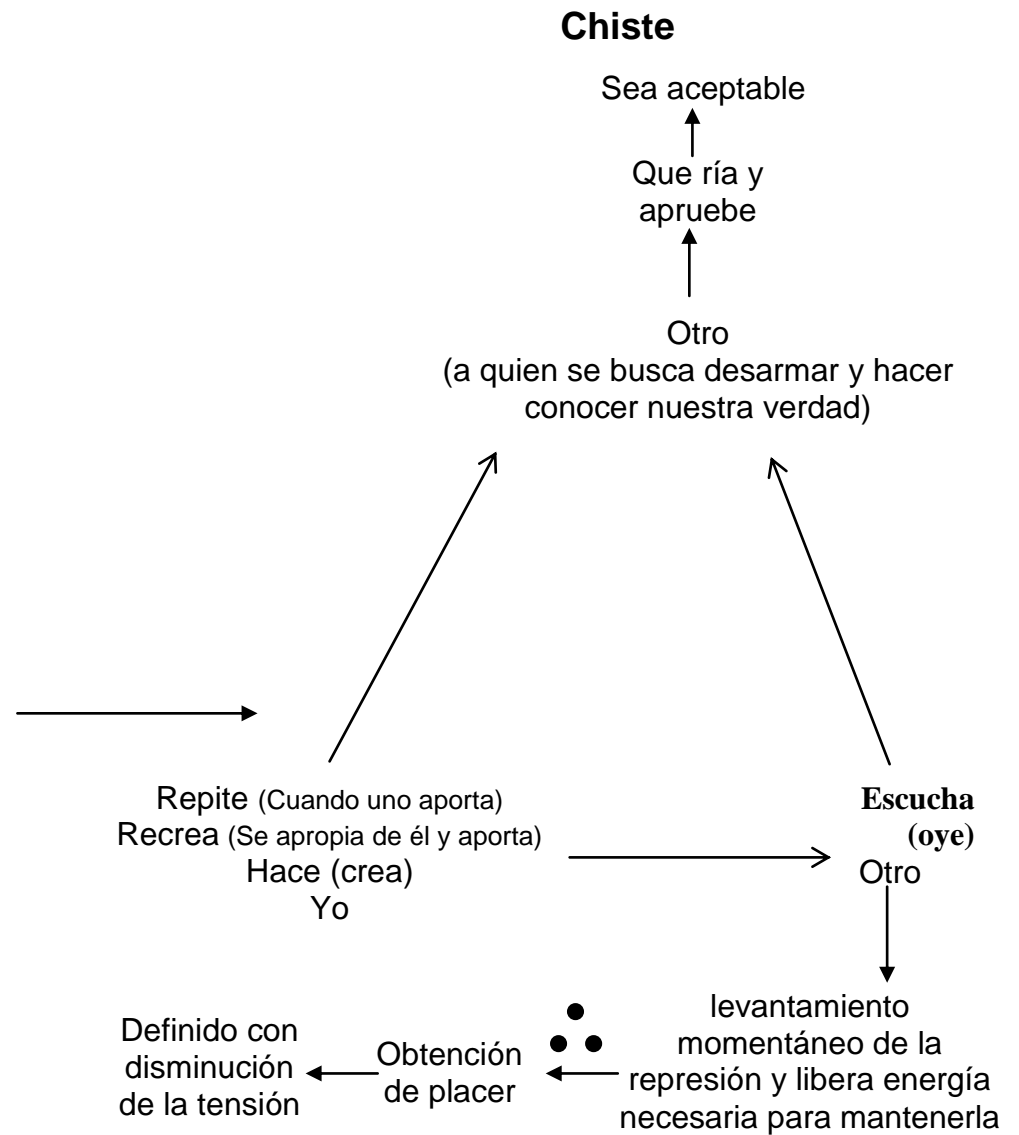 Chiste
Sea aceptable
Que ría y
apruebe
Otro
(a quien se busca desarmar y hacer
conocer nuestra verdad)
Repite (Cuando uno aporta)
Recrea (Se apropia de él y aporta)
Hace (crea)
Yo
Escucha
(oye)
Otro
levantamiento
momentáneo de la
represión y libera energía
necesaria para mantenerla
Obtención
de placer
Definido con
disminución
de la tensión